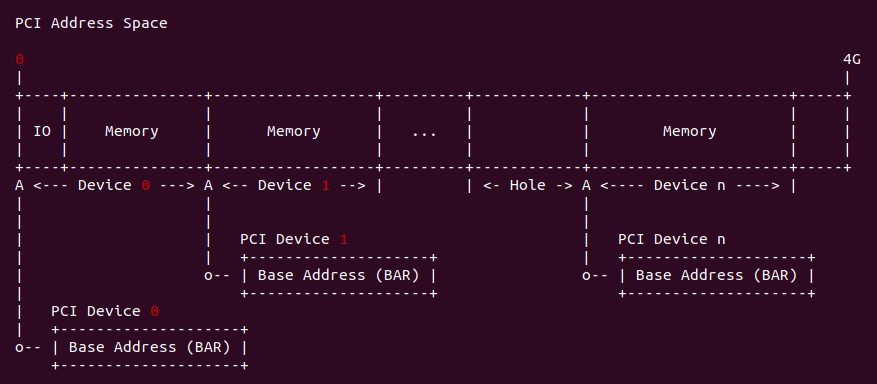 PCI Address Space
0 4G
IO Memory Memory ... Memory
A <--- Device 0 ---> A <-- Device 1 --> | | <- Hole -> A <---- Device n ----> |
PCI Device 1 PCI Device n
o-- | Base Address (BAR) | o-- | Base Address (BAR) |
PCI Device 0
o-- | Base Address (BAR) |